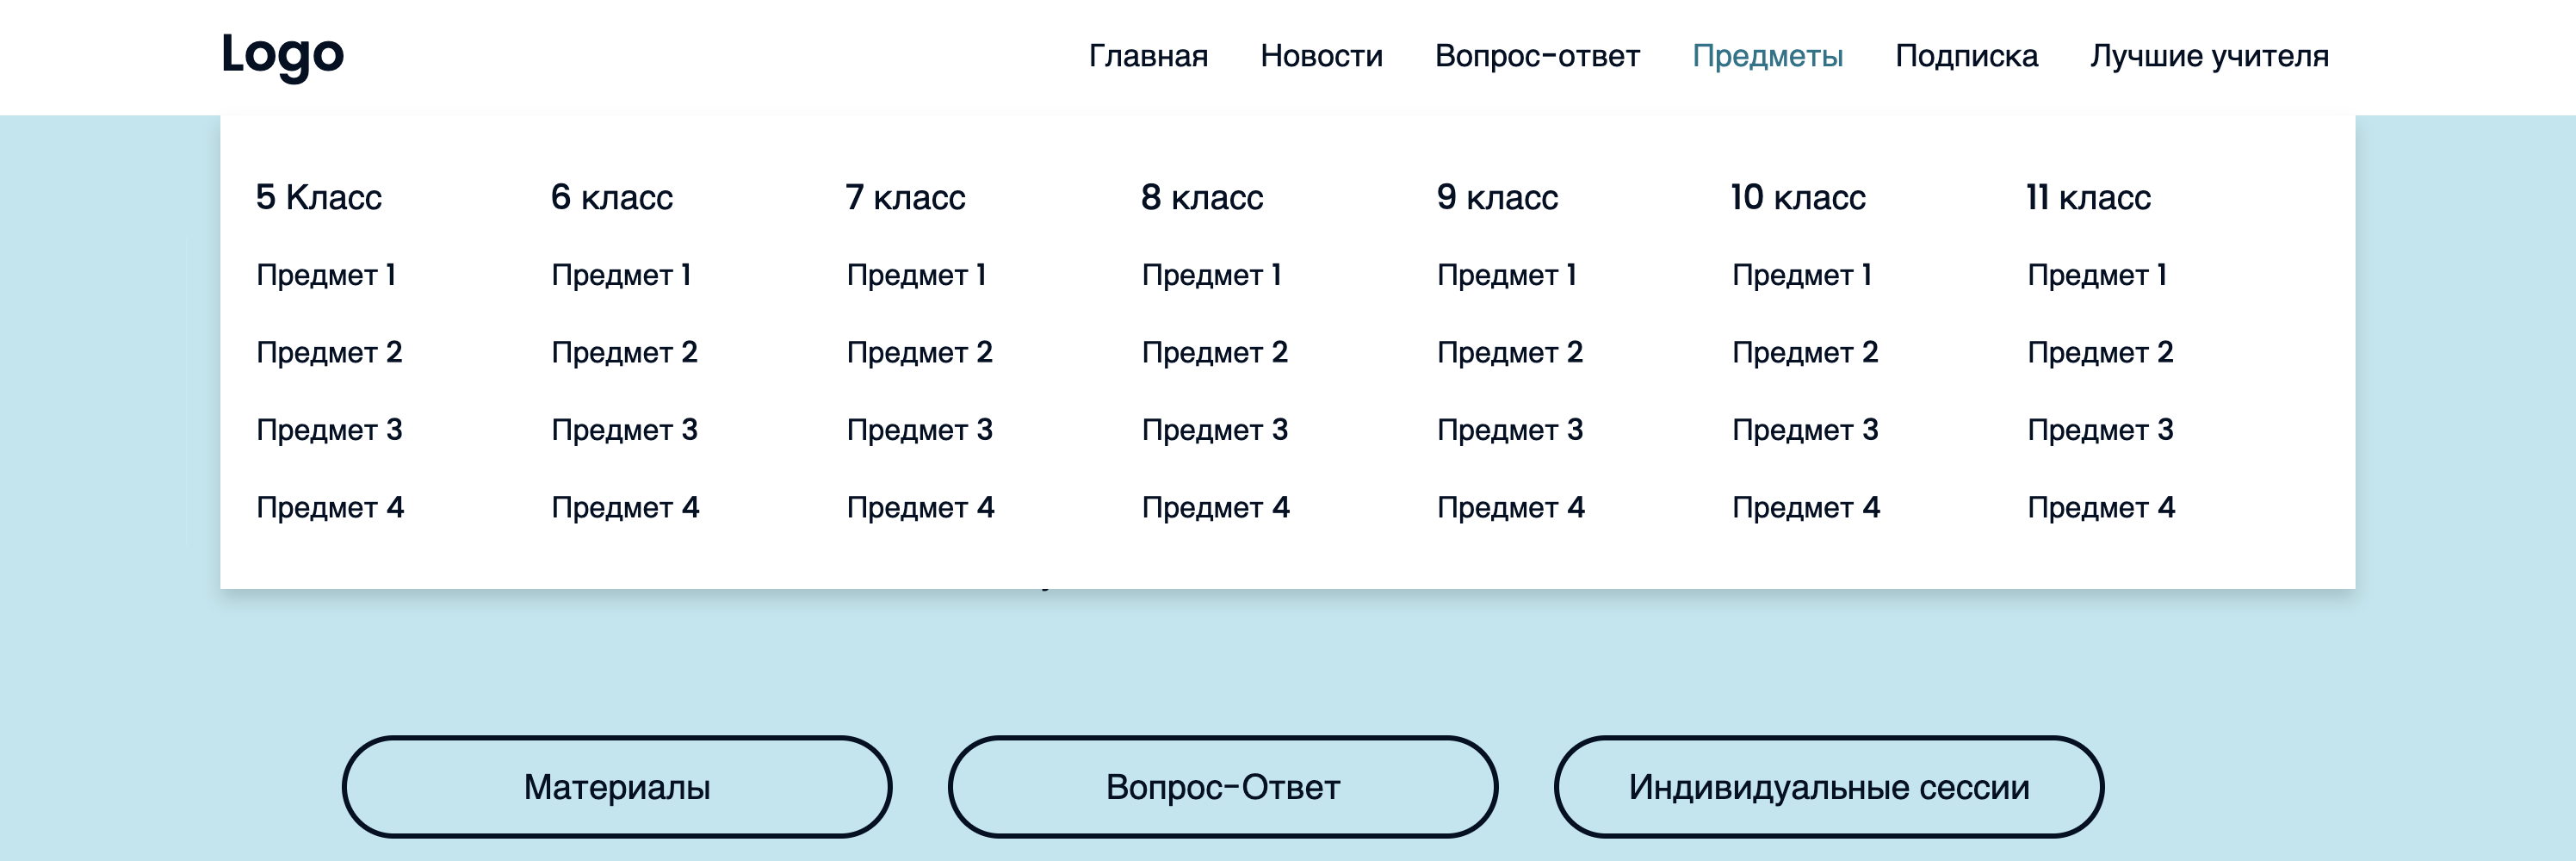 Logo
Главная Новости Вопрос-ответ Предметы Подписка Лучшие учителя
5 Класс 6 класс 7 класс 8 класс 9 класс 10 класс 11 класс
Предмет 1 Предмет 1 Предмет 1 Предмет 1 Предмет 1 Предмет 1 Предмет 1
Предмет 2 Предмет 2 Предмет 2 Предмет 2 Предмет 2 Предмет 2 Предмет 2
Предмет 3 Предмет 3 Предмет 3 Предмет 3 Предмет 3 Предмет 3 Предмет 3
Предмет 4 Предмет 4 Предмет 4 Предмет 4 Предмет 4 Предмет 4 Предмет 4
Материалы Вопрос-Ответ Индивидуальные сессии